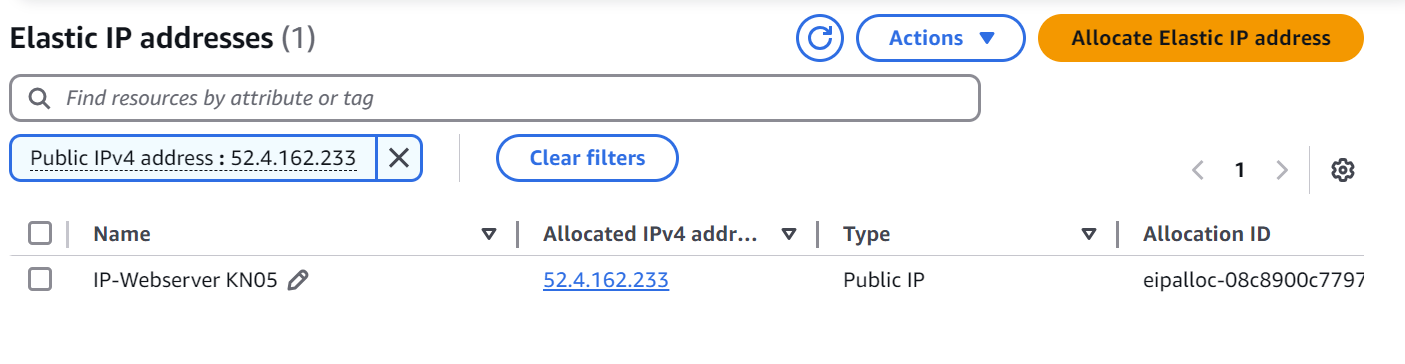 Elastic IP addresses (1)
Actions
Allocate Elastic IP address
Find resources by attribute or tag
Public IPv4 address : 52.4.162.233
Clear filters
1
Name Allocated IPv4 addr... Type Allocation ID
IP-Webserver KN05 52.4.162.233 Public IP eipalloc-08c8900c7797